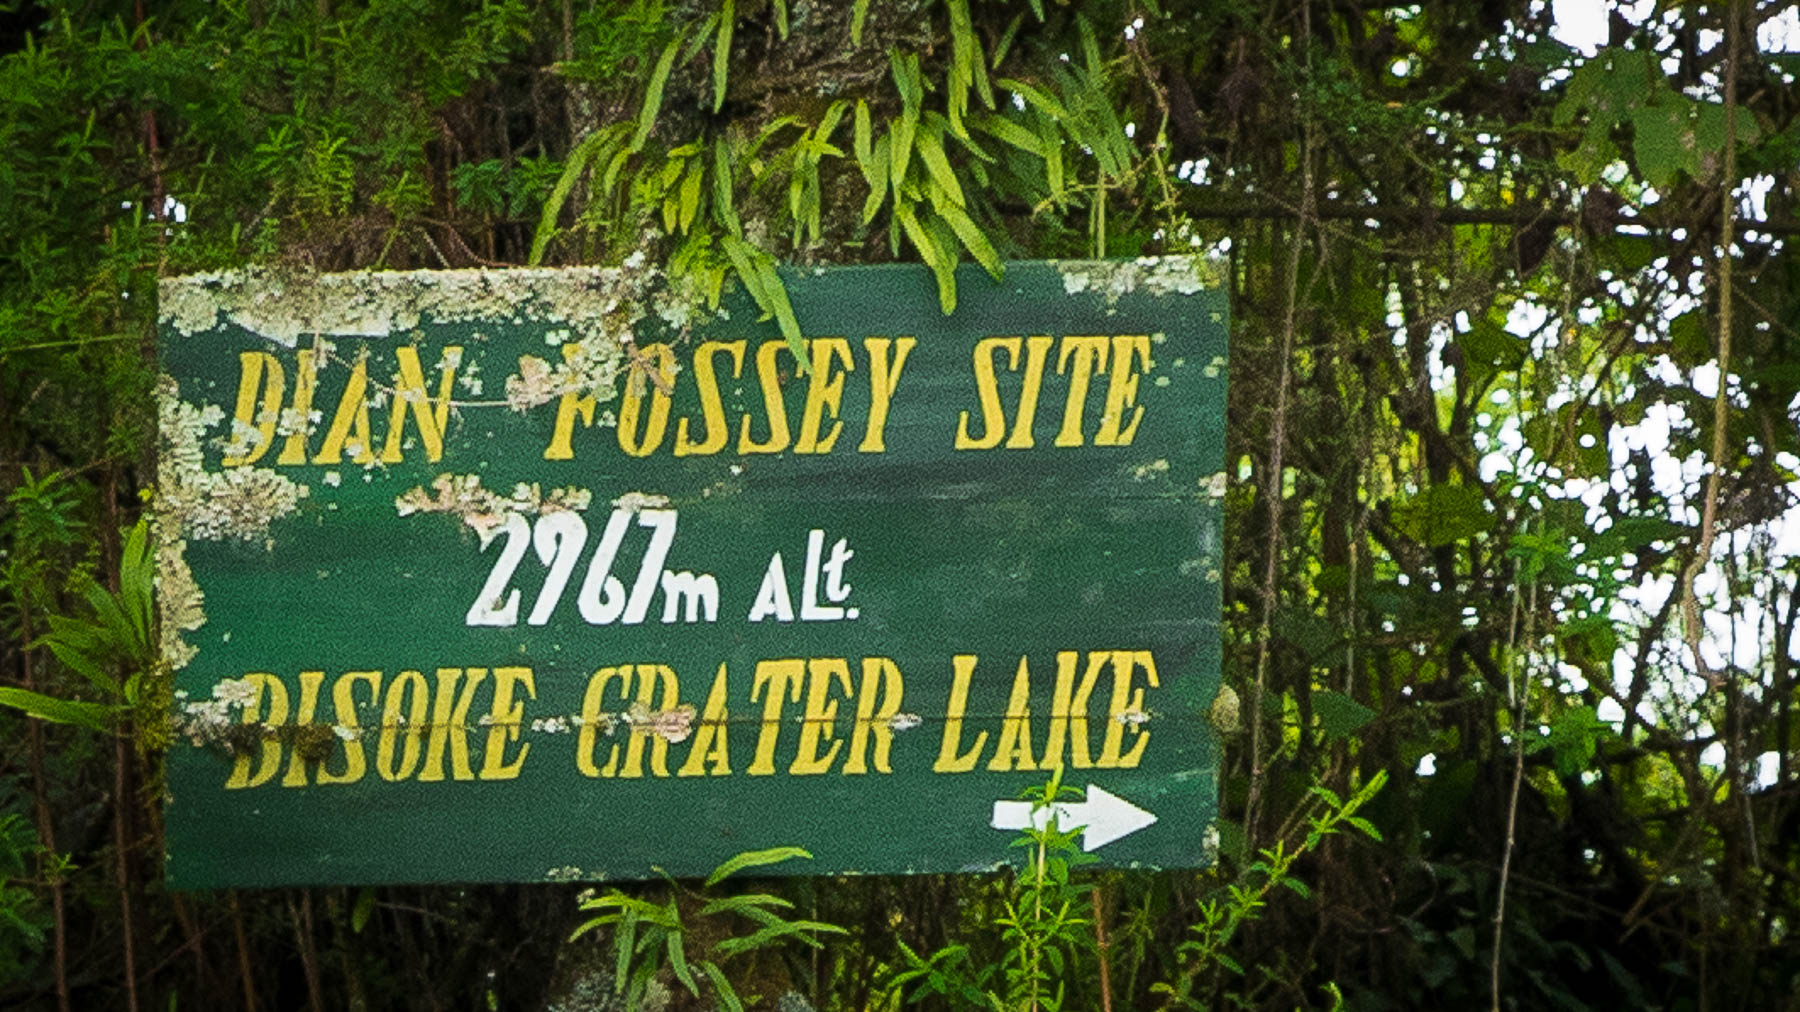 DIAN FOSSEY SITE
2967m ALt.
BISOKE CRATER LAKE